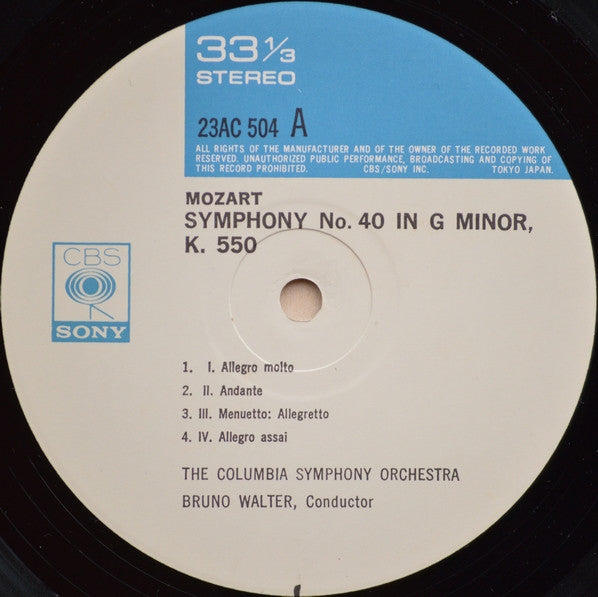 33 1/3
STEREO
23AC 504 A
ALL RIGHTS OF THE MANUFACTURER AND OF THE OWNER OF THE RECORDED WORK
RESERVED. UNAUTHORIZED PUBLIC PERFORMANCE, BROADCASTING AND COPYING OF
THIS RECORD PROHIBITED. CBS/SONY INC. TOKYO JAPAN.
MOZART
SYMPHONY No. 40 IN G MINOR,
K. 550
CBS
SONY
1. I. Allegro molto
2. II. Andante
3. III. Menuetto: Allegretto
4. IV. Allegro assai
THE COLUMBIA SYMPHONY ORCHESTRA
BRUNO WALTER, Conductor